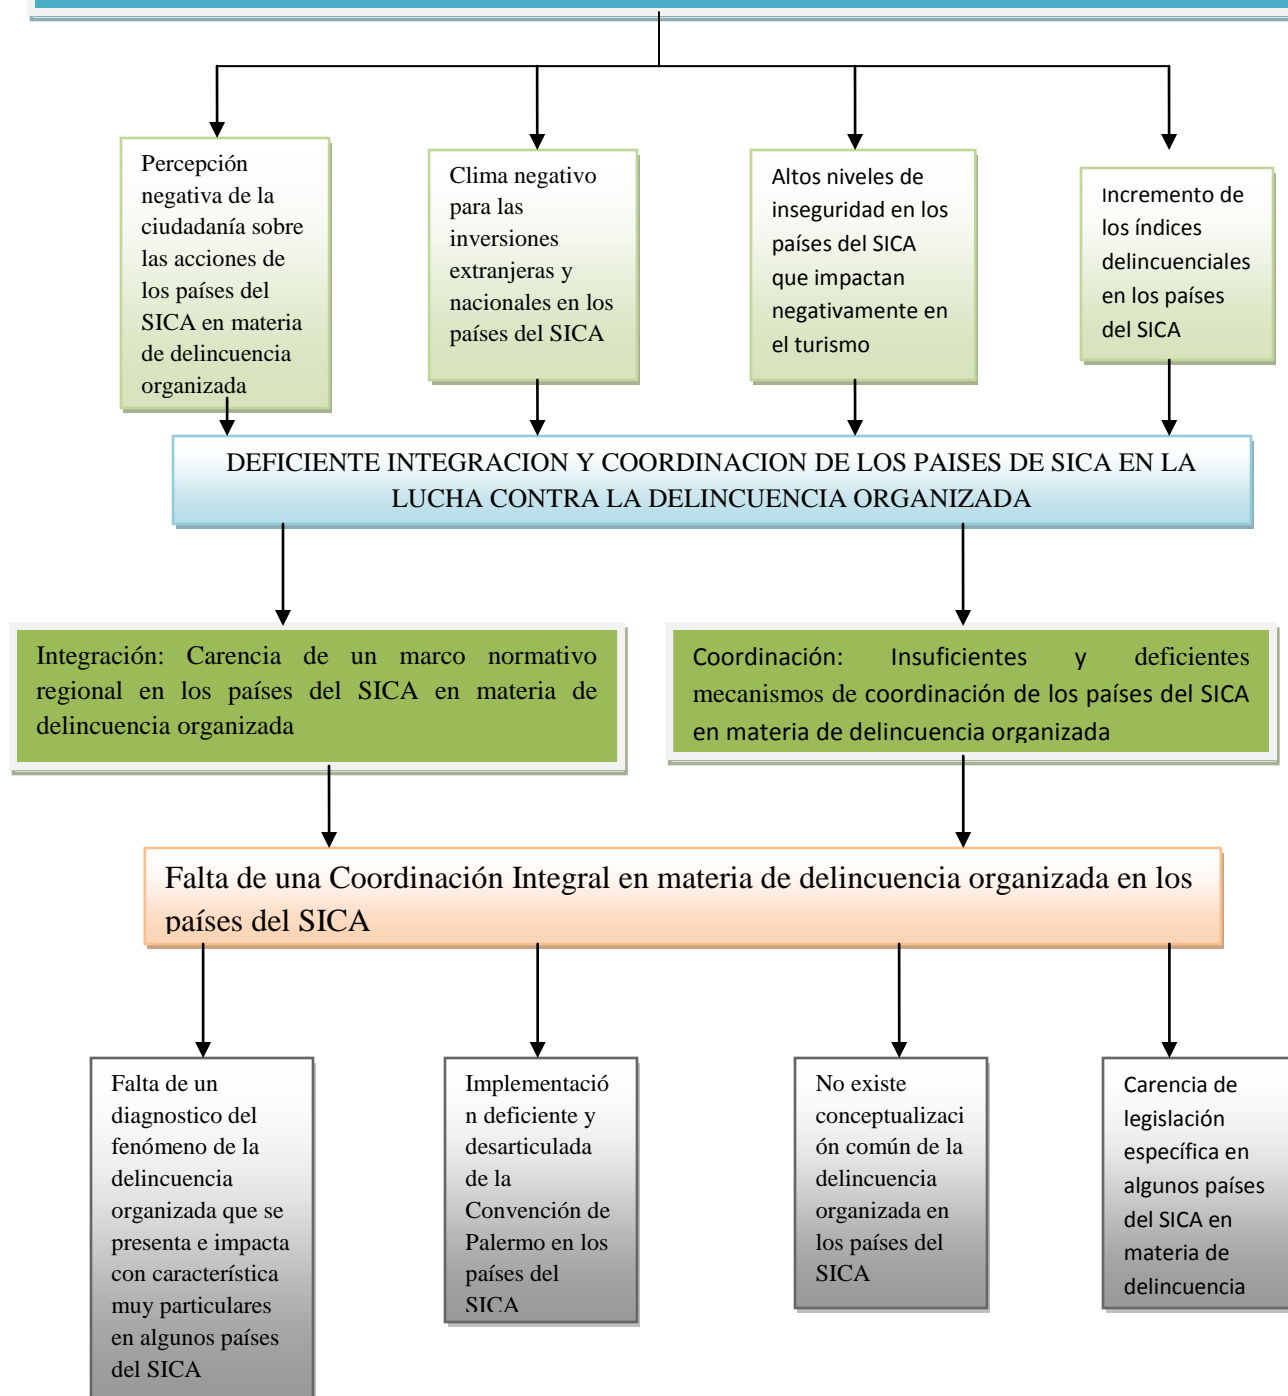 Percepción
negativa de la
ciudadanía sobre
las acciones de
los países del
SICA en materia
de delincuencia
organizada
Clima negativo
para las
inversiones
extranjeras y
nacionales en los
países del SICA
Altos niveles de
inseguridad en los
países del SICA
que impactan
negativamente en
el turismo
Incremento de
los índices
delincuenciales
en los países
del SICA
DEFICIENTE INTEGRACION Y COORDINACION DE LOS PAISES DE SICA EN LA
LUCHA CONTRA LA DELINCUENCIA ORGANIZADA
Integración: Carencia de un marco normativo
regional en los países del SICA en materia de
delincuencia organizada
Coordinación: Insuficientes y deficientes
mecanismos de coordinación de los países del SICA
en materia de delincuencia organizada
Falta de una Coordinación Integral en materia de delincuencia organizada en los
países del SICA
Falta de un
diagnostico del
fenómeno de la
delincuencia
organizada que se
presenta e impacta
con característica
muy particulares
en algunos países
del SICA
Implementació
n deficiente y
desarticulada
de la
Convención de
Palermo en los
países del
SICA
No existe
conceptualizaci
ón común de la
delincuencia
organizada en
los países del
SICA
Carencia de
legislación
específica en
algunos países
del SICA en
materia de
delincuencia